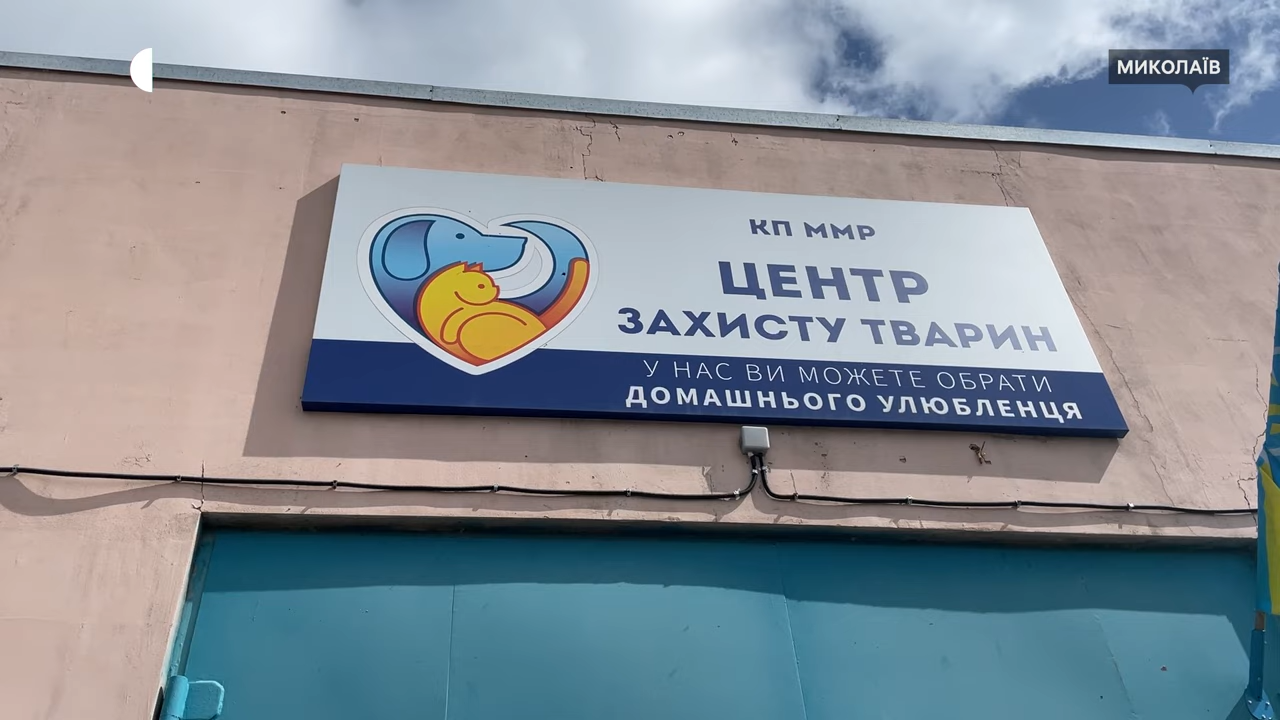 МИКОЛАЇВ
КП ММР
ЦЕНТР
ЗАХИСТУ ТВАРИН
У НАС ВИ МОЖЕТЕ ОБРАТИ
ДОМАШНЬОГО УЛЮБЛЕНЦЯ